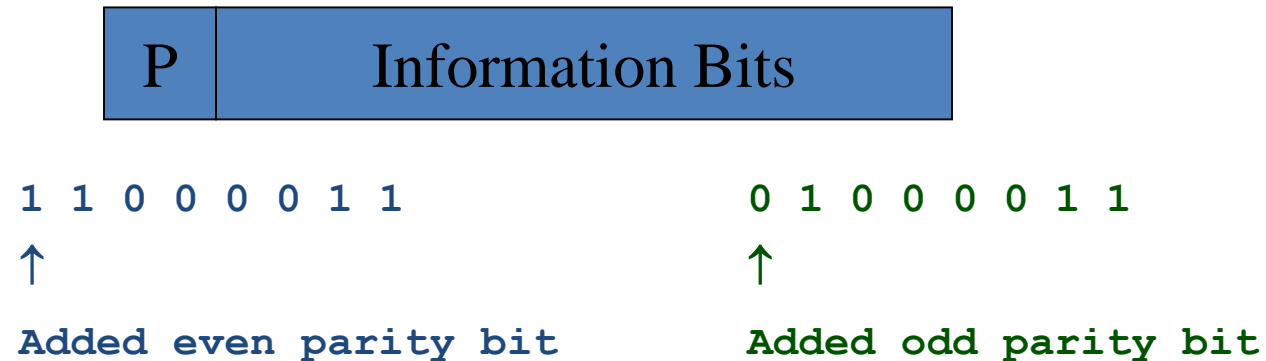 P Information Bits
1 1 0 0 0 0 1 1 0 1 0 0 0 0 1 1
↑ ↑
Added even parity bit Added odd parity bit